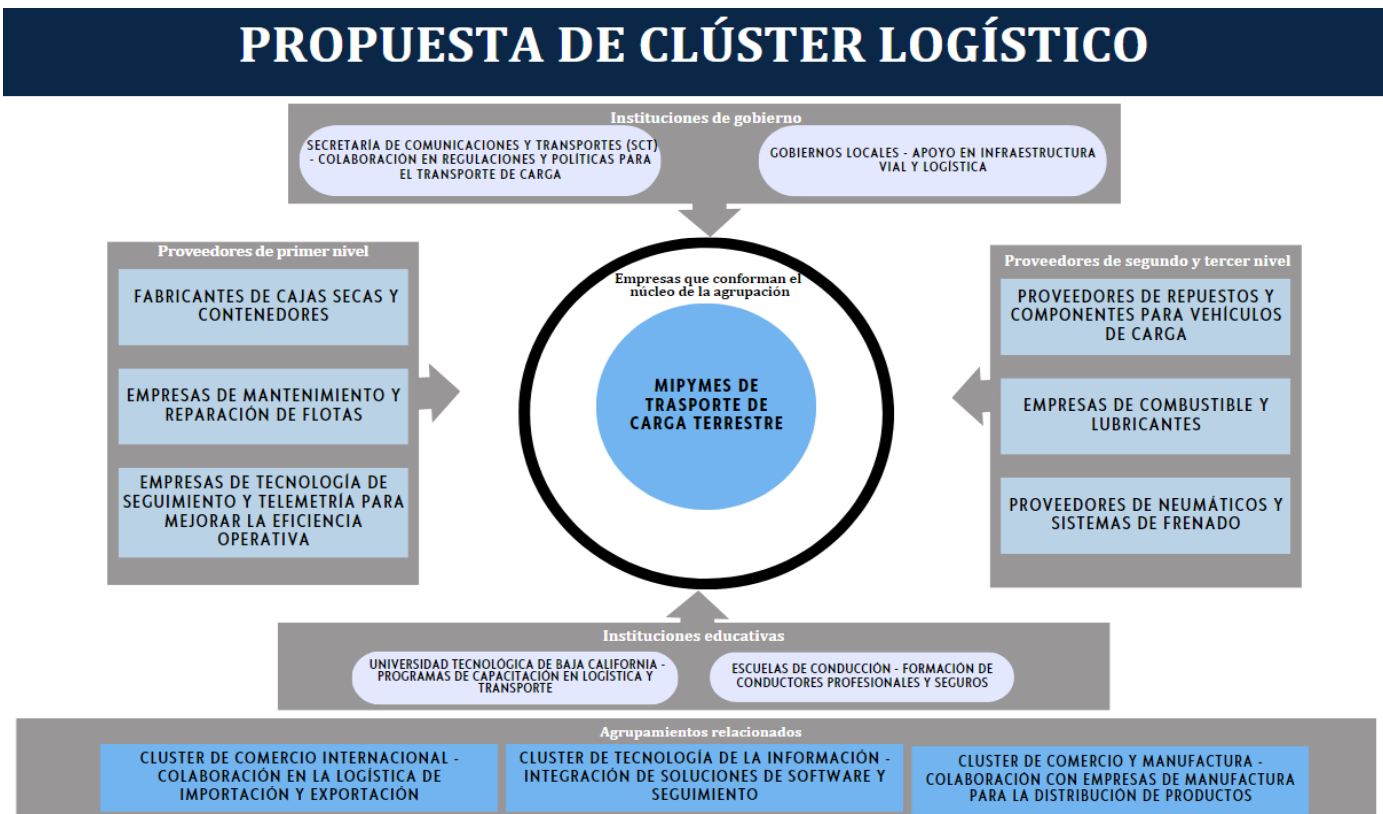 PROPUESTA DE CLÚSTER LOGÍSTICO
Instituciones de gobierno
SECRETARÍA DE COMUNICACIONES Y TRANSPORTES (SCT)
- COLABORACIÓN EN REGULACIONES Y POLÍTICAS PARA
EL TRANSPORTE DE CARGA
GOBIERNOS LOCALES - APOYO EN INFRAESTRUCTURA
VIAL Y LOGÍSTICA
Proveedores de primer nivel
FABRICANTES DE CAJAS SECAS Y
CONTENEDORES
EMPRESAS DE MANTENIMIENTO Y
REPARACIÓN DE FLOTAS
EMPRESAS DE TECNOLOGÍA DE
SEGUIMIENTO Y TELEMETRÍA PARA
MEJORAR LA EFICIENCIA
OPERATIVA
Empresas que conforman el
núcleo de la agrupación
MIPYMES DE
TRASPORTE DE
CARGA TERRESTRE
Proveedores de segundo y tercer nivel
PROVEEDORES DE REPUESTOS Y
COMPONENTES PARA VEHÍCULOS
DE CARGA
EMPRESAS DE COMBUSTIBLE Y
LUBRICANTES
PROVEEDORES DE NEUMÁTICOS Y
SISTEMAS DE FRENADO
Instituciones educativas
UNIVERSIDAD TECNOLÓGICA DE BAJA CALIFORNIA -
PROGRAMAS DE CAPACITACIÓN EN LOGÍSTICA Y
TRANSPORTE
ESCUELAS DE CONDUCCIÓN - FORMACIÓN DE
CONDUCTORES PROFESIONALES Y SEGUROS
Agrupamientos relacionados
CLUSTER DE COMERCIO INTERNACIONAL -
COLABORACIÓN EN LA LOGÍSTICA DE
IMPORTACIÓN Y EXPORTACIÓN
CLUSTER DE TECNOLOGÍA DE LA INFORMACIÓN -
INTEGRACIÓN DE SOLUCIONES DE SOFTWARE Y
SEGUIMIENTO
CLUSTER DE COMERCIO Y MANUFACTURA -
COLABORACIÓN CON EMPRESAS DE MANUFACTURA
PARA LA DISTRIBUCIÓN DE PRODUCTOS